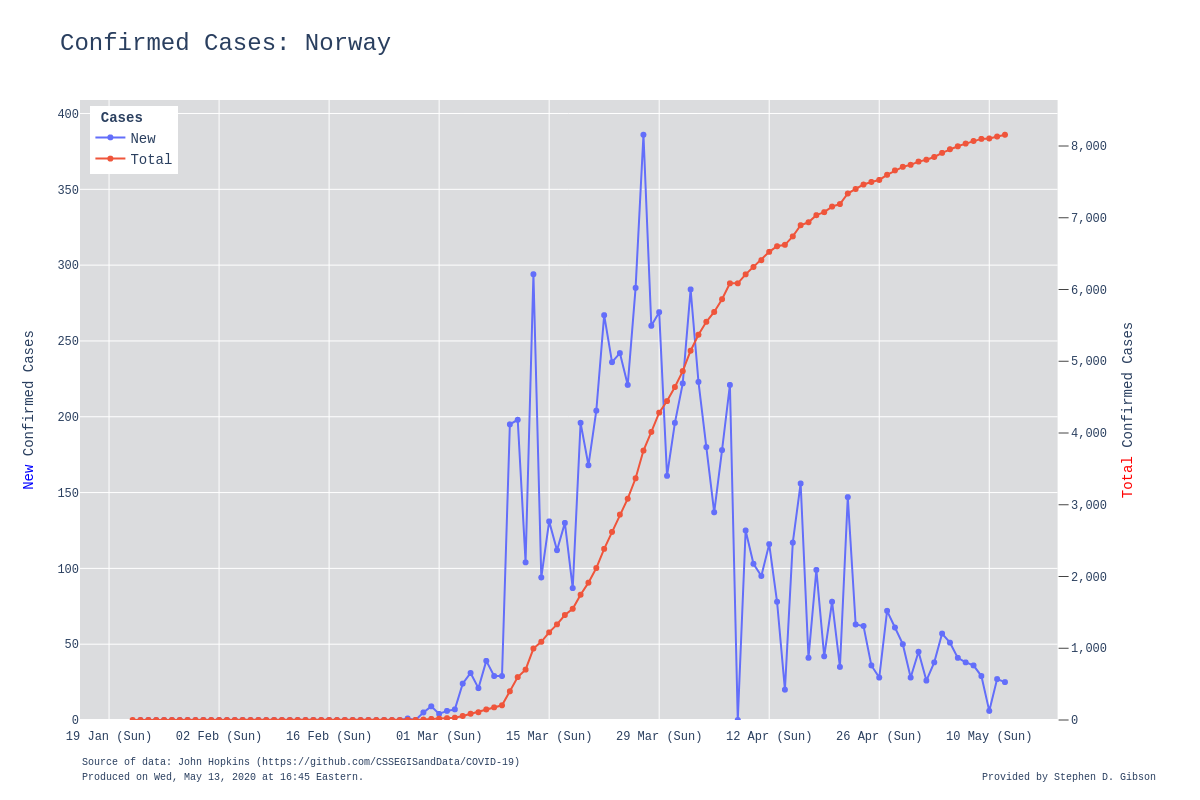 Confirmed Cases: Norway
Cases
New
Total
400
350
300
250
200
150
100
50
0
8,000
7,000
6,000
5,000
4,000
3,000
2,000
1,000
0
New Confirmed Cases
Total Confirmed Cases
19 Jan (Sun) 02 Feb (Sun) 16 Feb (Sun) 01 Mar (Sun) 15 Mar (Sun) 29 Mar (Sun) 12 Apr (Sun) 26 Apr (Sun) 10 May (Sun)
Source of data: John Hopkins (https://github.com/CSSEGISandData/COVID-19)
Produced on Wed, May 13, 2020 at 16:45 Eastern.
Provided by Stephen D. Gibson